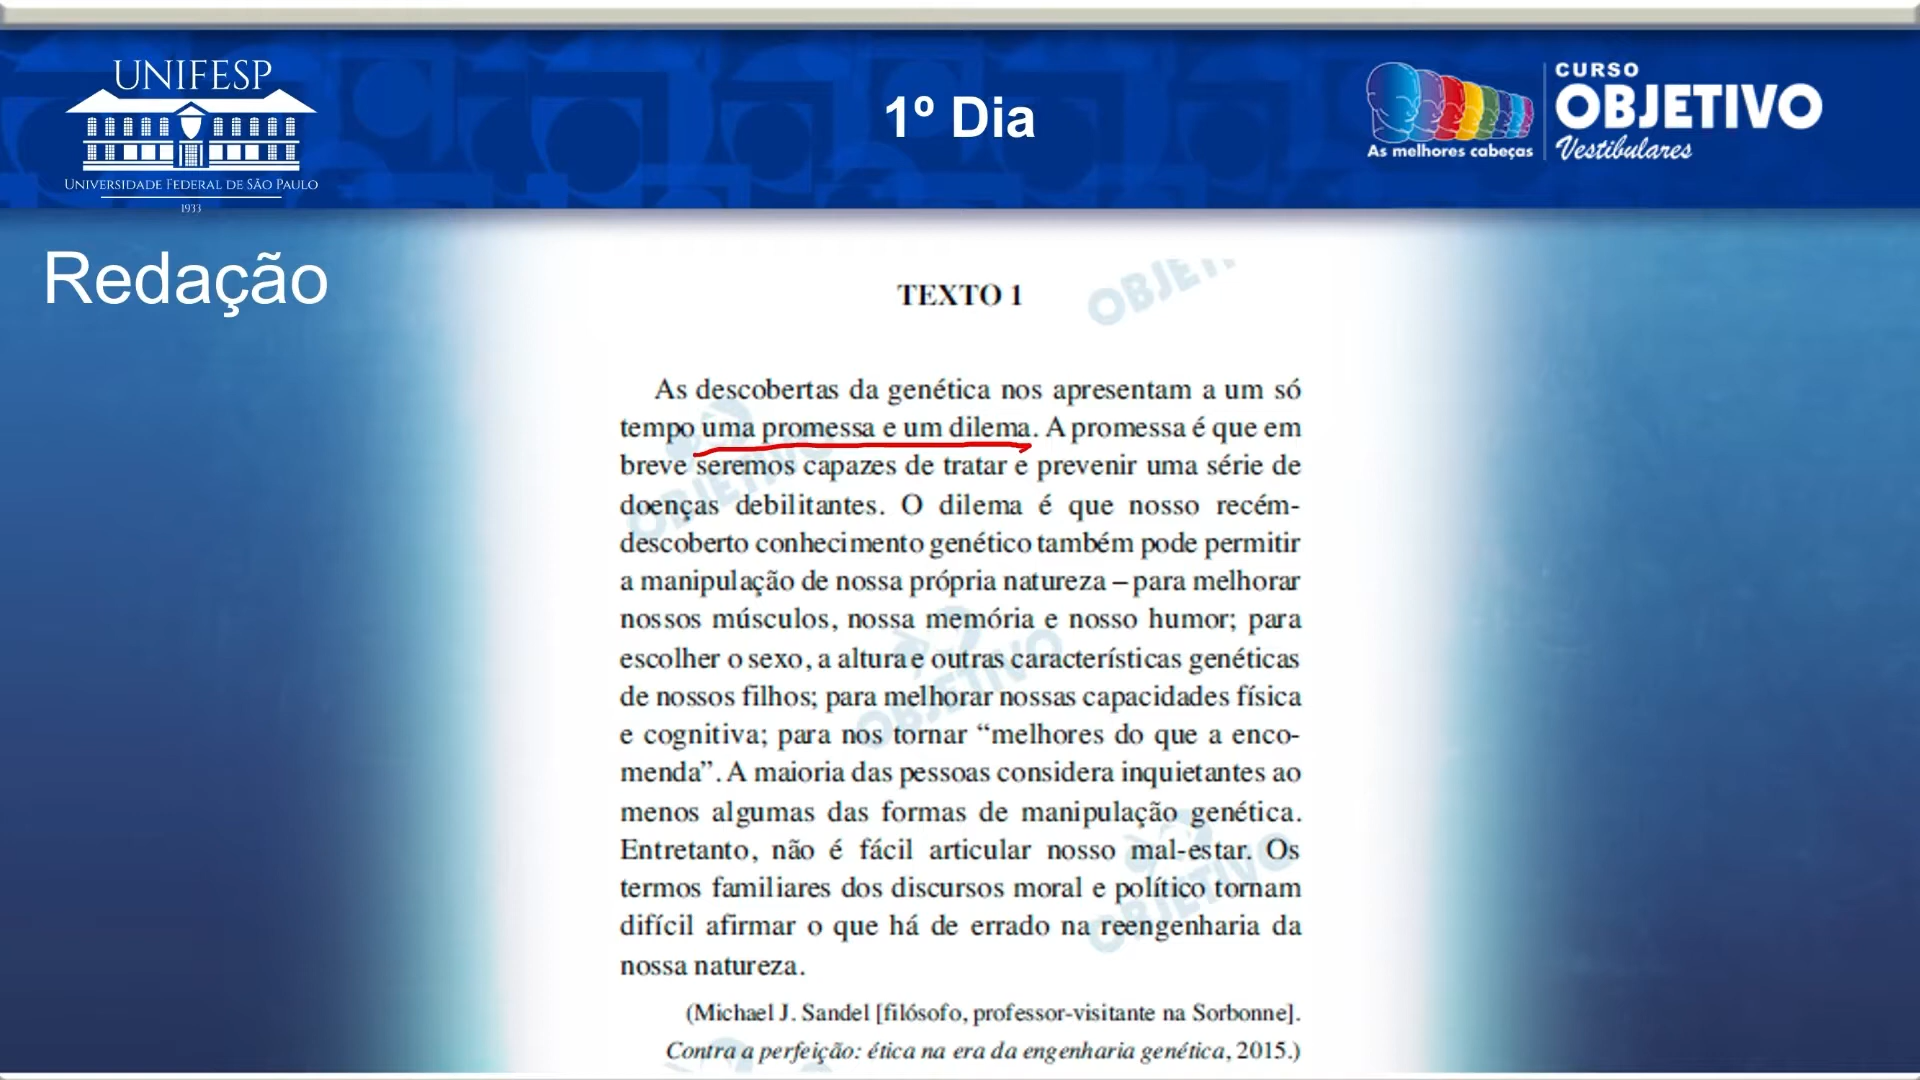 UNIFESP
UNIVERSIDADE FEDERAL DE SÃO PAULO
1933
1º Dia
CURSO
OBJETIVO
Vestibulares
As melhores cabeças
Redação
OBJETI
TEXTO 1
As descobertas da genética nos apresentam a um só
tempo uma promessa e um dilema. A promessa é que em
breve seremos capazes de tratar e prevenir uma série de
doenças debilitantes. O dilema é que nosso recém-
descoberto conhecimento genético também pode permitir
a manipulação de nossa própria natureza – para melhorar
nossos músculos, nossa memória e nosso humor; para
escolher o sexo, a altura e outras características genéticas
de nossos filhos; para melhorar nossas capacidades física
e cognitiva; para nos tornar “melhores do que a enco-
menda”. A maioria das pessoas considera inquietantes ao
menos algumas das formas de manipulação genética.
Entretanto, não é fácil articular nosso mal-estar. Os
termos familiares dos discursos moral e político tornam
difícil afirmar o que há de errado na reengenharia da
nossa natureza.
(Michael J. Sandel [filósofo, professor-visitante na Sorbonne].
Contra a perfeição: ética na era da engenharia genética, 2015.)
OBJETIVO
OBJETIVO
OBJETIVO